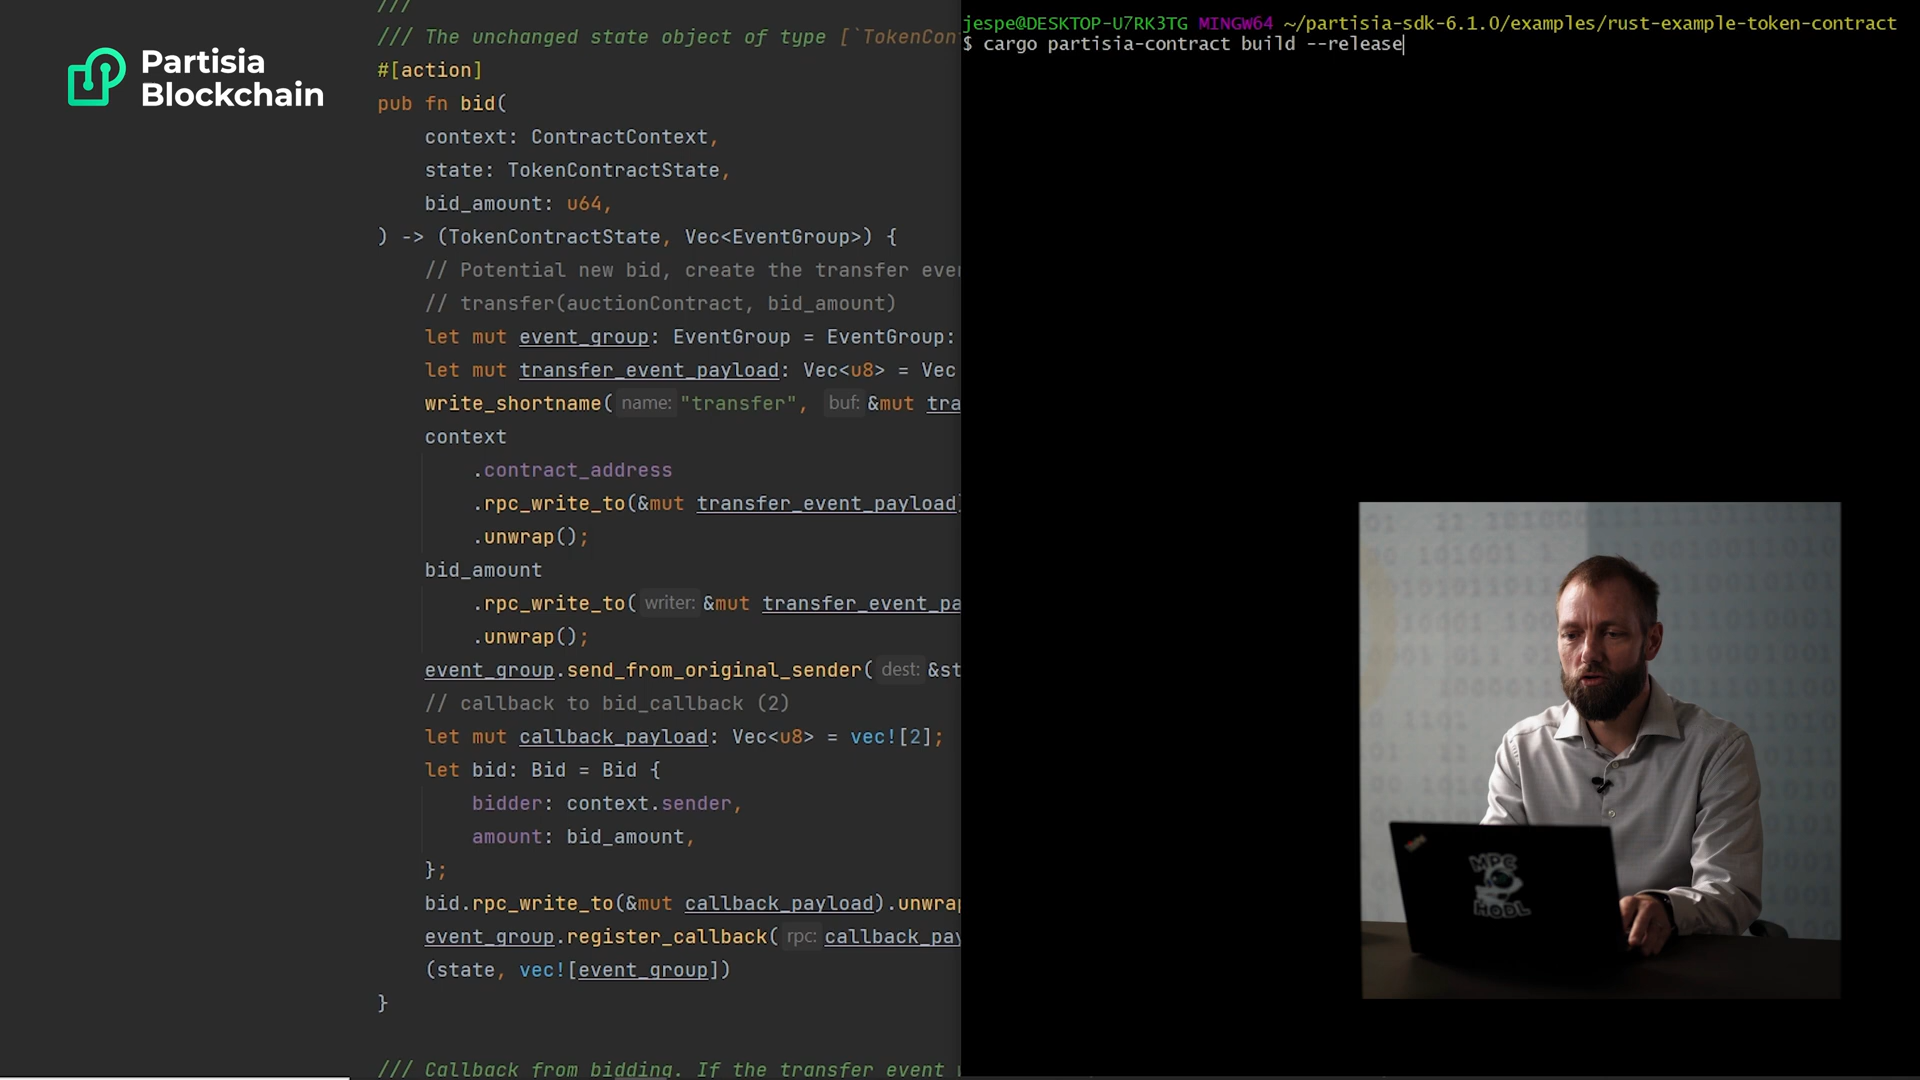 Partisia
Blockchain
///
/// The unchanged state object of type [`TokenCon
#[action]
pub fn bid(
context: ContractContext,
state: TokenContractState,
bid_amount: u64,
) -> (TokenContractState, Vec<EventGroup>) {
// Potential new bid, create the transfer eve
// transfer(auctionContract, bid_amount)
let mut event_group: EventGroup = EventGroup:
let mut transfer_event_payload: Vec<u8> = Vec
write_shortname( name: "transfer", buf: &mut tra
context
.contract_address
.rpc_write_to(&mut transfer_event_payload
.unwrap();
bid_amount
.rpc_write_to( writer: &mut transfer_event_pa
.unwrap();
event_group.send_from_original_sender( dest: &st
// callback to bid_callback (2)
let mut callback_payload: Vec<u8> = vec![2];
let bid: Bid = Bid {
bidder: context.sender,
amount: bid_amount,
};
bid.rpc_write_to(&mut callback_payload).unwrap
event_group.register_callback( rpc: callback_pay
(state, vec![event_group])
}
/// Callback from bidding. If the transfer event
jespe@DESKTOP-U7RK3TG MINGW64 ~/partisia-sdk-6.1.0/examples/rust-example-token-contract
$ cargo partisia-contract build --release
MPC
HODL